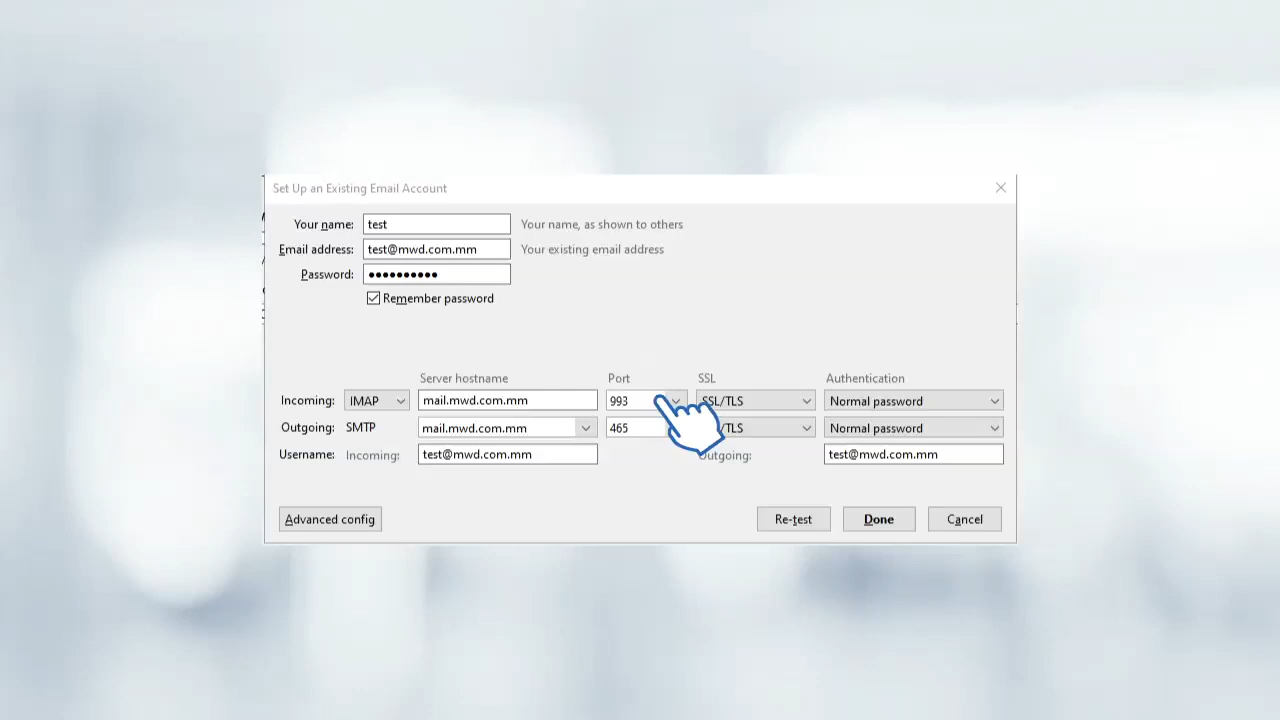 Set Up an Existing Email Account
Your name: test Your name, as shown to others
Email address: test@mwd.com.mm Your existing email address
Password: ●●●●●●●●●●
Remember password
Server hostname Port SSL Authentication
Incoming: IMAP mail.mwd.com.mm 993 SSL/TLS Normal password
Outgoing: SMTP mail.mwd.com.mm 465 /TLS Normal password
Username: Incoming: test@mwd.com.mm Outgoing: test@mwd.com.mm
Advanced config Re-test Done Cancel